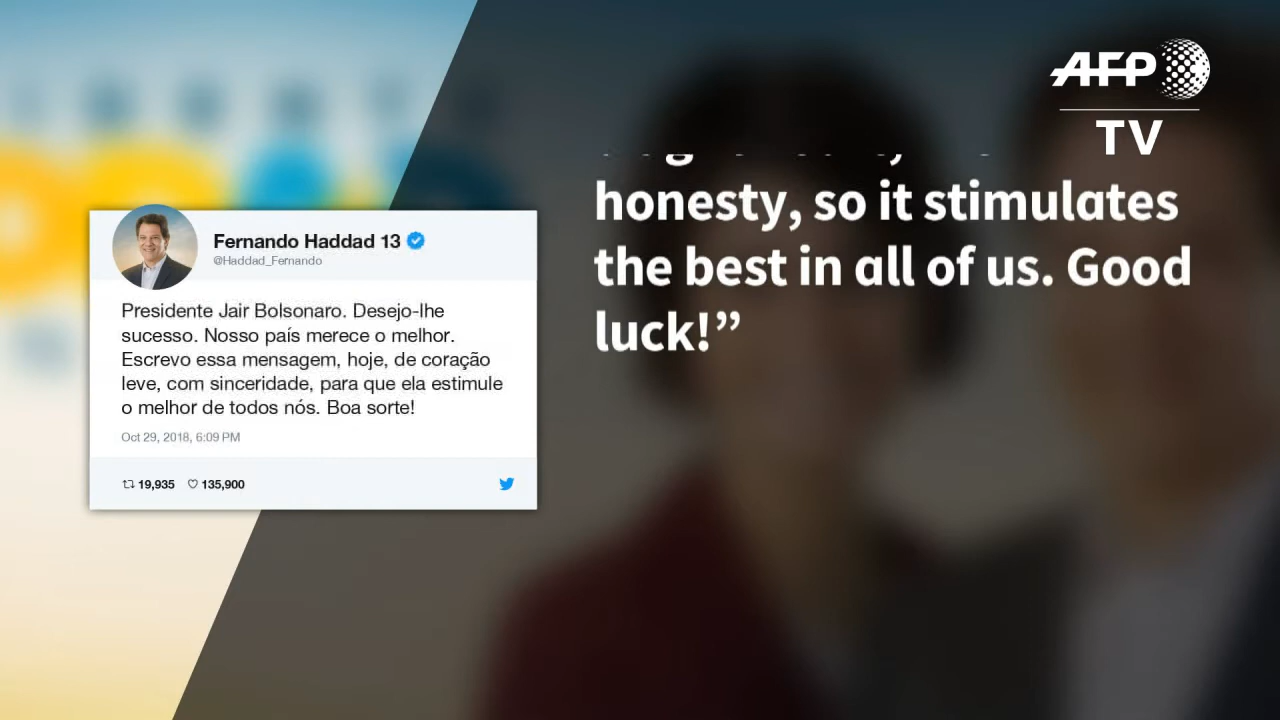 AFP
TV
honesty, so it stimulates
the best in all of us. Good
luck!”
Fernando Haddad 13
@Haddad_Fernando
Presidente Jair Bolsonaro. Desejo-lhe
sucesso. Nosso país merece o melhor.
Escrevo essa mensagem, hoje, de coração
leve, com sinceridade, para que ela estimule
o melhor de todos nós. Boa sorte!
Oct 29, 2018, 6:09 PM
19,935 135,900